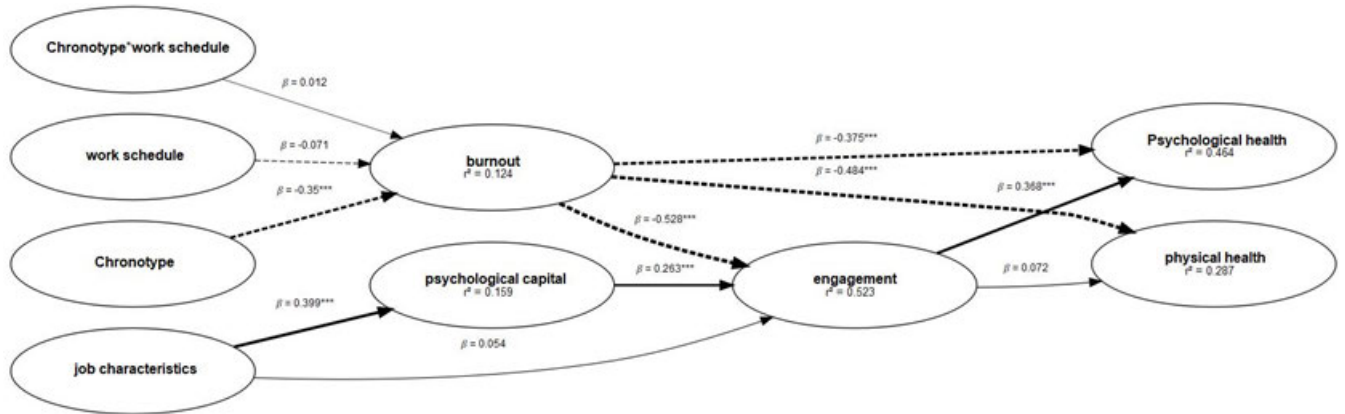 Chronotype*work schedule
β = 0.012
work schedule
β = -0.071
burnout
r² = 0.124
β = -0.375***
Psychological health
r² = 0.464
β = -0.35***
β = -0.484***
β = 0.368***
Chronotype
β = -0.528***
psychological capital
r² = 0.159
β = 0.263***
engagement
r² = 0.523
β = 0.072
physical health
r² = 0.287
β = 0.399***
job characteristics
β = 0.054